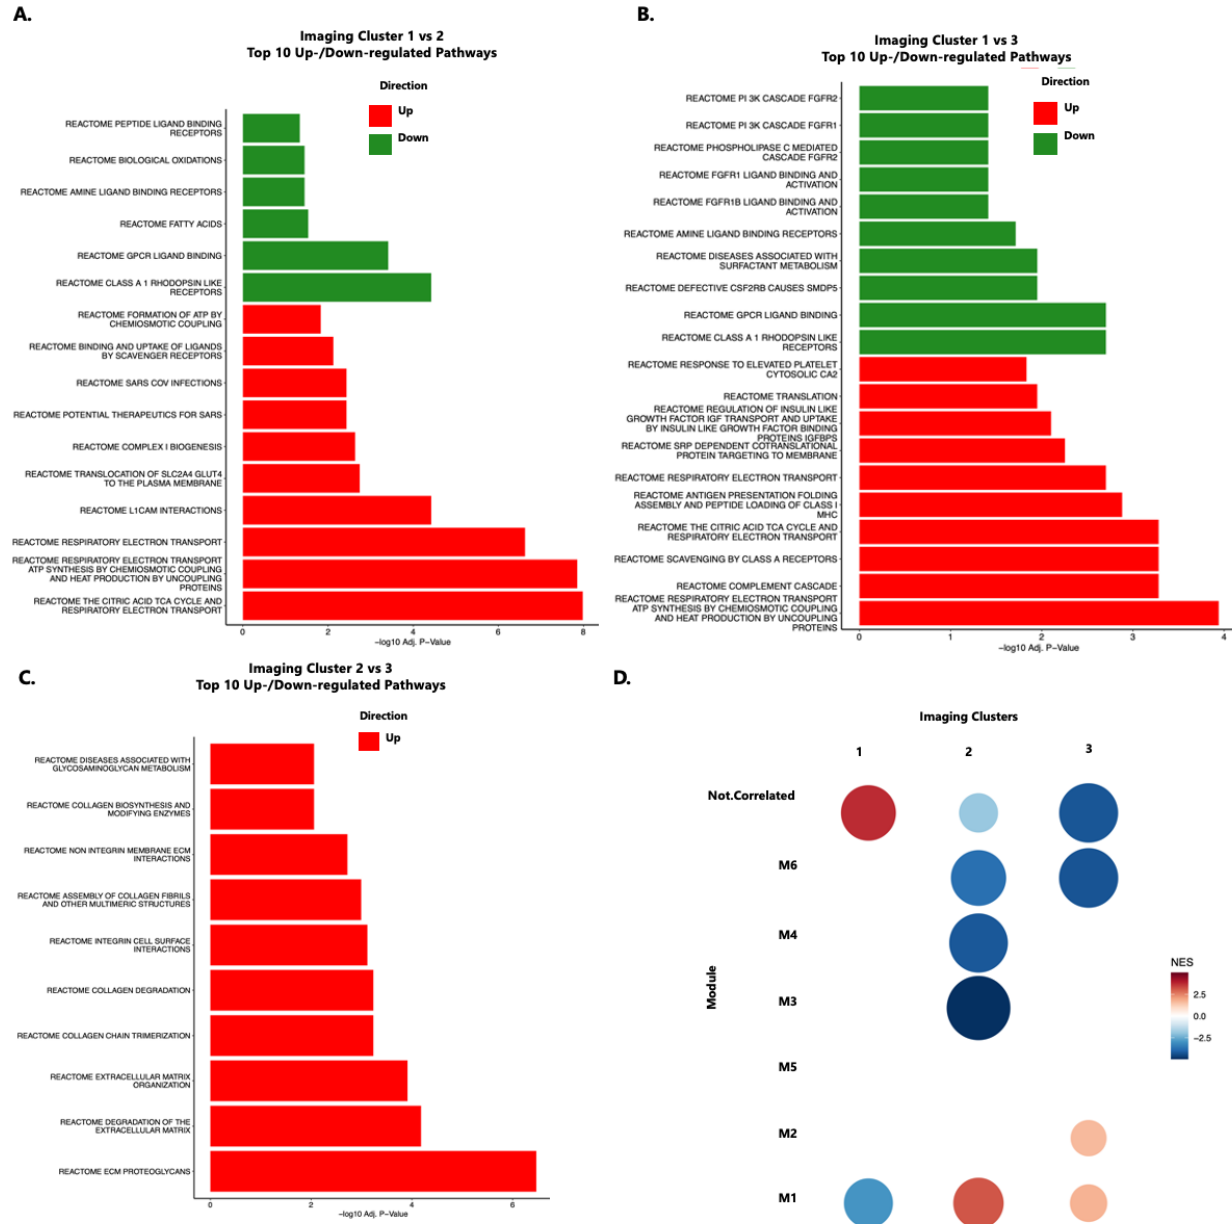 A.
Imaging Cluster 1 vs 2
Top 10 Up-/Down-regulated Pathways
Direction
Up
Down
REACTOME PEPTIDE LIGAND BINDING
RECEPTORS
REACTOME BIOLOGICAL OXIDATIONS
REACTOME AMINE LIGAND BINDING RECEPTORS
REACTOME FATTY ACIDS
REACTOME GPCR LIGAND BINDING
REACTOME CLASS A 1 RHODOPSIN LIKE
RECEPTORS
REACTOME FORMATION OF ATP BY
CHEMIOSMOTIC COUPLING
REACTOME BINDING AND UPTAKE OF LIGANDS
BY SCAVENGER RECEPTORS
REACTOME SARS COV INFECTIONS
REACTOME POTENTIAL THERAPEUTICS FOR SARS
REACTOME COMPLEX I BIOGENESIS
REACTOME TRANSLOCATION OF SLC2A4 GLUT4
TO THE PLASMA MEMBRANE
REACTOME L1CAM INTERACTIONS
REACTOME RESPIRATORY ELECTRON TRANSPORT
REACTOME RESPIRATORY ELECTRON TRANSPORT
ATP SYNTHESIS BY CHEMIOSMOTIC COUPLING
AND HEAT PRODUCTION BY UNCOUPLING
PROTEINS
REACTOME THE CITRIC ACID TCA CYCLE AND
RESPIRATORY ELECTRON TRANSPORT
0 2 4 6 8
−log10 Adj. P−Value
B.
Imaging Cluster 1 vs 3
Top 10 Up-/Down-regulated Pathways
Direction
Up
Down
REACTOME PI 3K CASCADE FGFR2
REACTOME PI 3K CASCADE FGFR1
REACTOME PHOSPHOLIPASE C MEDIATED
CASCADE FGFR2
REACTOME FGFR1 LIGAND BINDING AND
ACTIVATION
REACTOME FGFR1B LIGAND BINDING AND
ACTIVATION
REACTOME AMINE LIGAND BINDING RECEPTORS
REACTOME DISEASES ASSOCIATED WITH
SURFACTANT METABOLISM
REACTOME DEFECTIVE CSF2RB CAUSES SMDP5
REACTOME GPCR LIGAND BINDING
REACTOME CLASS A 1 RHODOPSIN LIKE
RECEPTORS
REACTOME RESPONSE TO ELEVATED PLATELET
CYTOSOLIC CA2
REACTOME TRANSLATION
REACTOME REGULATION OF INSULIN LIKE
GROWTH FACTOR IGF TRANSPORT AND UPTAKE
BY INSULIN LIKE GROWTH FACTOR BINDING
PROTEINS IGFBPS
REACTOME SRP DEPENDENT COTRANSLATIONAL
PROTEIN TARGETING TO MEMBRANE
REACTOME RESPIRATORY ELECTRON TRANSPORT
REACTOME ANTIGEN PRESENTATION FOLDING
ASSEMBLY AND PEPTIDE LOADING OF CLASS I
MHC
REACTOME THE CITRIC ACID TCA CYCLE AND
RESPIRATORY ELECTRON TRANSPORT
REACTOME SCAVENGING BY CLASS A RECEPTORS
REACTOME COMPLEMENT CASCADE
REACTOME RESPIRATORY ELECTRON TRANSPORT
ATP SYNTHESIS BY CHEMIOSMOTIC COUPLING
AND HEAT PRODUCTION BY UNCOUPLING
PROTEINS
0 1 2 3 4
−log10 Adj. P−Value
C.
Imaging Cluster 2 vs 3
Top 10 Up-/Down-regulated Pathways
Direction
Up
REACTOME DISEASES ASSOCIATED WITH
GLYCOSAMINOGLYCAN METABOLISM
REACTOME COLLAGEN BIOSYNTHESIS AND
MODIFYING ENZYMES
REACTOME NON INTEGRIN MEMBRANE ECM
INTERACTIONS
REACTOME ASSEMBLY OF COLLAGEN FIBRILS
AND OTHER MULTIMERIC STRUCTURES
REACTOME INTEGRIN CELL SURFACE
INTERACTIONS
REACTOME COLLAGEN DEGRADATION
REACTOME COLLAGEN CHAIN TRIMERIZATION
REACTOME EXTRACELLULAR MATRIX
ORGANIZATION
REACTOME DEGRADATION OF THE
EXTRACELLULAR MATRIX
REACTOME ECM PROTEOGLYCANS
0 2 4 6
−log10 Adj. P−Value
D.
Imaging Clusters
1 2 3
Not.Correlated
M6
M4
M3
M5
M2
M1
Module
NES
2.5
0.0
−2.5